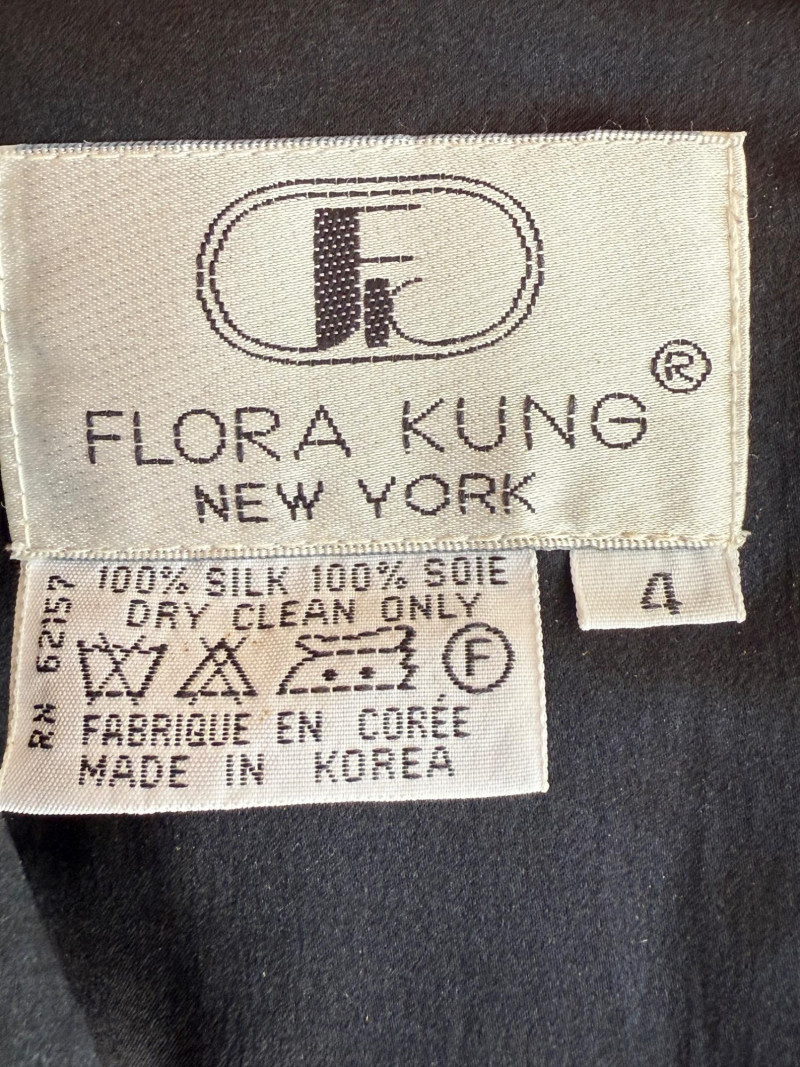 FK
FLORA KUNG ®
NEW YORK
4
100% SILK 100% SOIE
DRY CLEAN ONLY
F
FABRIQUE EN CORÉE
MADE IN KOREA
RN 62157